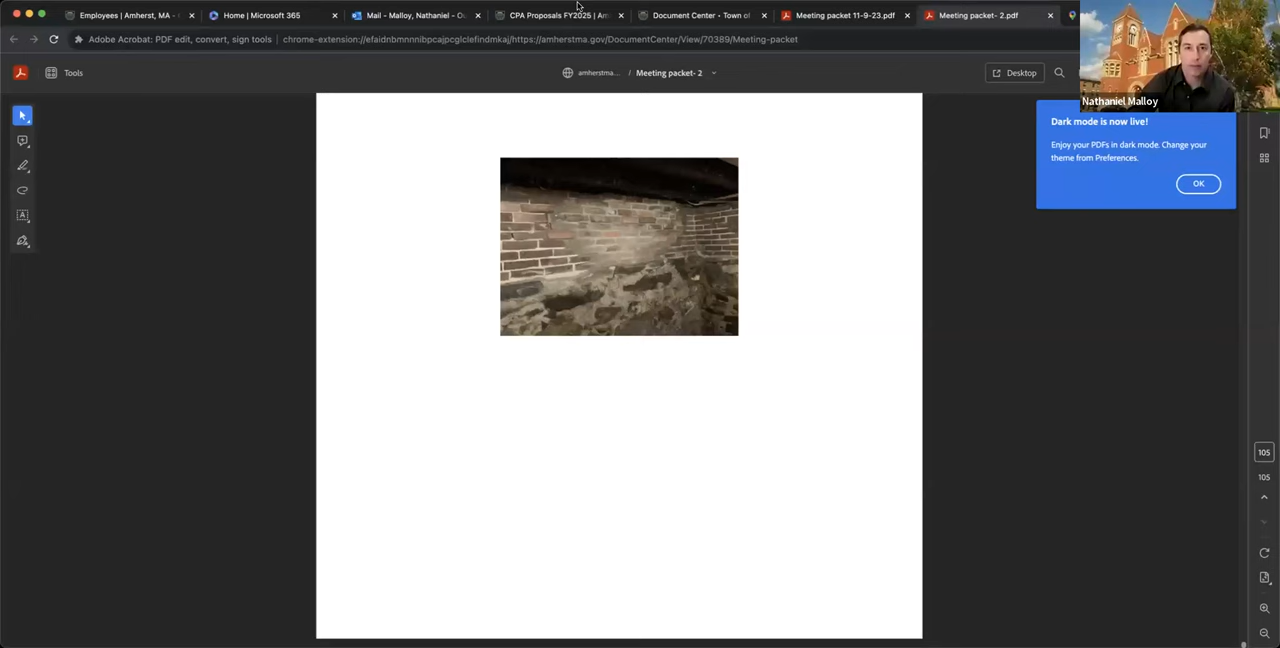 Employees | Amherst, MA -
Home | Microsoft 365
Mail - Malloy, Nathaniel - O
CPA Proposals FY2025 | Am
Document Center - Town of
Meeting packet 11-9-23.pdf
Meeting packet- 2.pdf
Adobe Acrobat: PDF edit, convert, sign tools
chrome-extension://efaidnbmnnnibpcajpcglclefindmkaj/https://amherstma.gov/DocumentCenter/View/70389/Meeting-packet
Tools
amherstma... / Meeting packet- 2
Desktop
Nathaniel Malloy
Dark mode is now live!
Enjoy your PDFs in dark mode. Change your
theme from Preferences.
OK
105
105